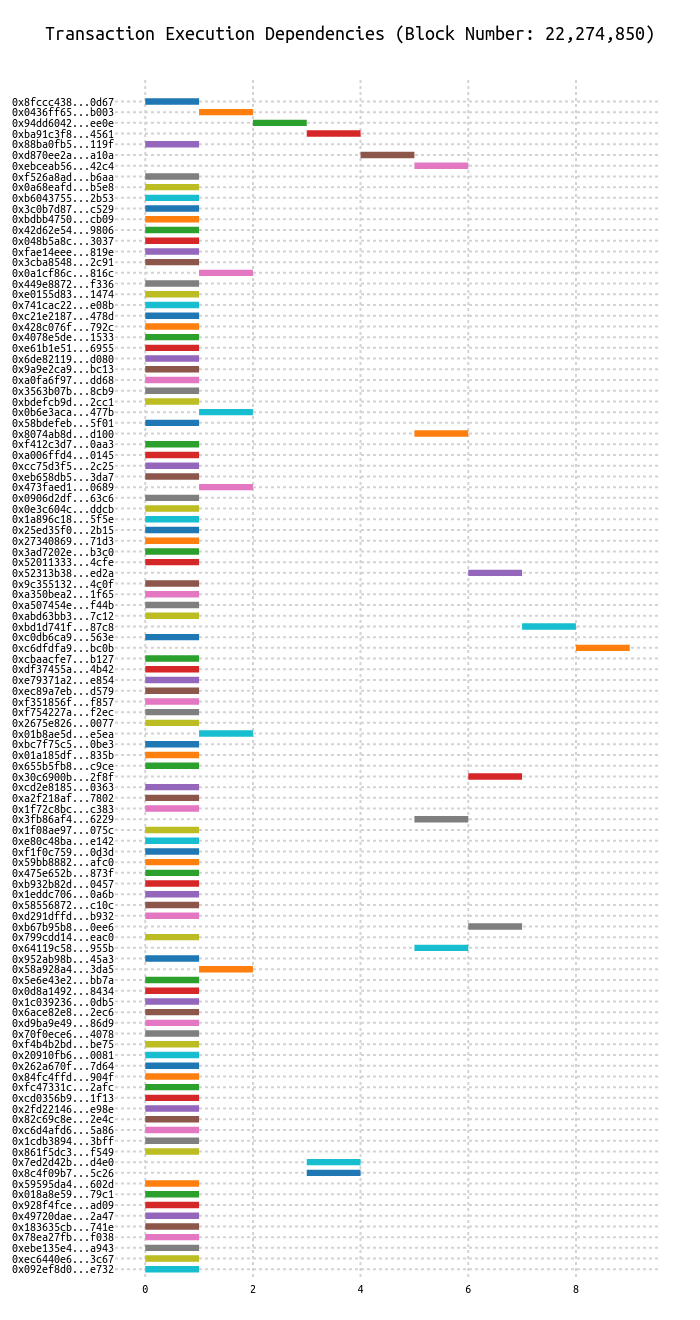 Transaction Execution Dependencies (Block Number: 22,274,850)
0x8fccc438...0d67
0x0436ff65...b003
0x94dd6042...ee0e
0xba91c3f8...4561
0x88ba0fb5...119f
0xd870ee2a...a10a
0xebceab56...42c4
0xf526a8ad...b6aa
0x0a68eafd...b5e8
0xb6043755...2b53
0x3c0b7d87...c529
0xbdbb4750...cb09
0x42d62e54...9806
0x048b5a8c...3037
0xfae14eee...819e
0x3cba8548...2c91
0x0a1cf86c...816c
0x449e8872...f336
0xe0155d83...1474
0x741cac22...e08b
0xc21e2187...478d
0x428c076f...792c
0x4078e5de...1533
0xe61b1e51...6955
0x6de82119...d080
0x9a9e2ca9...bc13
0xa0fa6f97...dd68
0x3563b07b...8cb9
0xbdefcb9d...2cc1
0x0b6e3aca...477b
0x58bdefeb...5f01
0x8074ab8d...d100
0xf412c3d7...0aa3
0xa006ffd4...0145
0xcc75d3f5...2c25
0xeb658db5...3da7
0x473faed1...0689
0x0906d2df...63c6
0x0e3c604c...ddcb
0x1a896c18...5f5e
0x25ed35f0...2b15
0x27340869...71d3
0x3ad7202e...b3c0
0x52011333...4cfe
0x52313b38...ed2a
0x9c355132...4c0f
0xa350bea2...1f65
0xa507454e...f44b
0xabd63bb3...7c12
0xbd1d741f...87c8
0xc0db6ca9...563e
0xc6dfdfa9...bc0b
0xcbaacfe7...b127
0xdf37455a...4b42
0xe79371a2...e854
0xec89a7eb...d579
0xf351856f...f857
0xf754227a...f2ec
0x2675e826...0077
0x01b8ae5d...e5ea
0xbc7f75c5...0be3
0x01a185df...835b
0x655b5fb8...c9ce
0x30c6900b...2f8f
0xcd2e8185...0363
0xa2f218af...7802
0x1f72c8bc...c383
0x3fb86af4...6229
0x1f08ae97...075c
0xe80c48ba...e142
0xf1f0c759...0d3d
0x59bb8882...afc0
0x475e652b...873f
0xb932b82d...0457
0x1eddc706...0a6b
0x58556872...c10c
0xd291dffd...b932
0xb67b95b8...0ee6
0x799cdd14...eac0
0x64119c58...955b
0x952ab98b...45a3
0x58a928a4...3da5
0x5e6e43e2...bb7a
0x0d8a1492...8434
0x1c039236...0db5
0x6ace82e8...2ec6
0xd9ba9e49...86d9
0x70f0ece6...4078
0xf4b4b2bd...be75
0x20910fb6...0081
0x262a670f...7d64
0x84fc4ffd...904f
0xfc47331c...2afc
0xcd0356b9...1f13
0x2fd22146...e98e
0x82c69c8e...2e4c
0xc6d4afd6...5a86
0x1cdb3894...3bff
0x861f5dc3...f549
0x7ed2d42b...d4e0
0x8c4f09b7...5c26
0x59595da4...602d
0x018a8e59...79c1
0x928f4fce...ad09
0x49720dae...2a47
0x183635cb...741e
0x78ea27fb...f038
0xebe135e4...a943
0xec6440e6...3c67
0x092ef8d0...e732
0 2 4 6 8